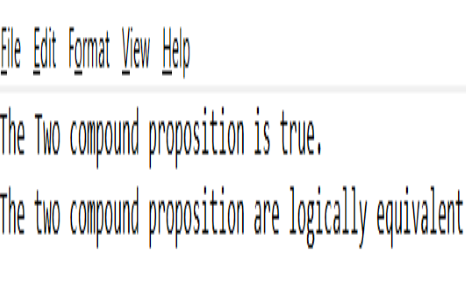 File Edit Format View Help
The Two compound proposition is true.
The two compound proposition are logically equivalent